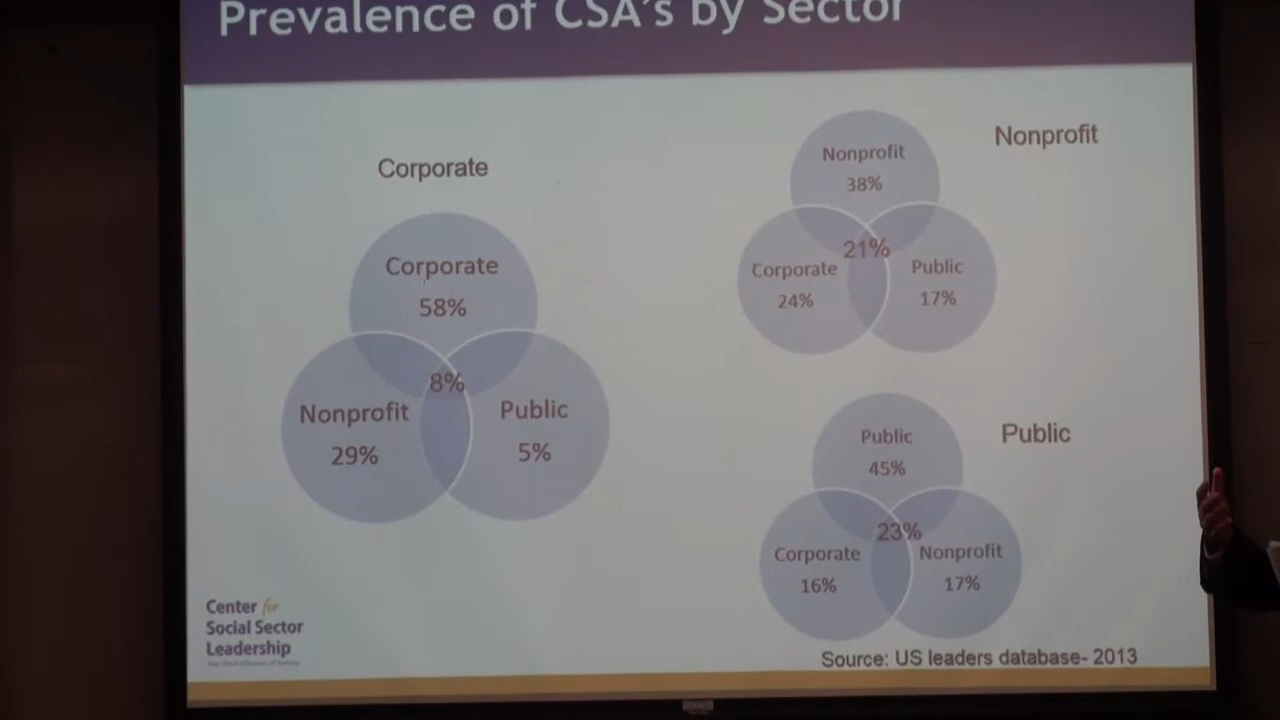 Prevalence of CSA's by Sector
Corporate
Corporate
58%
8%
Nonprofit
29%
Public
5%
Nonprofit
Nonprofit
38%
21%
Corporate
24%
Public
17%
Public
Public
45%
23%
Corporate
16%
Nonprofit
17%
Center for
Social Sector
Leadership
Source: US leaders database- 2013